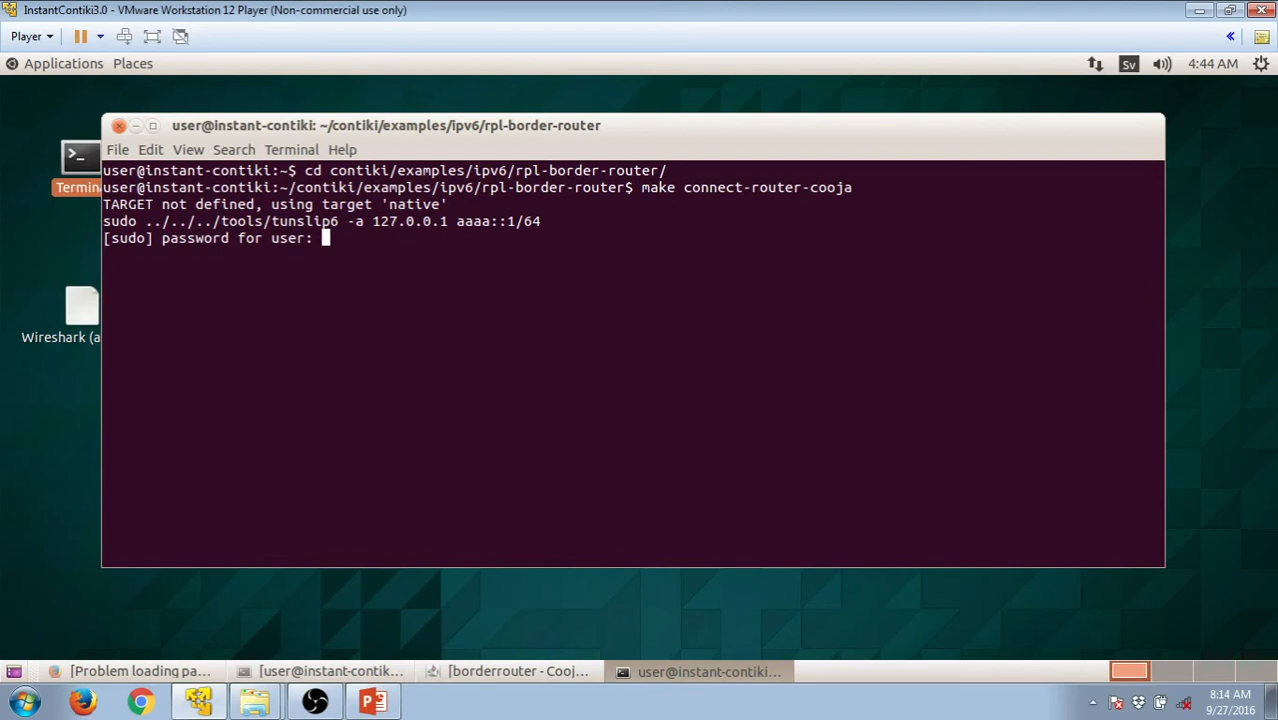 InstantContiki3.0 - VMware Workstation 12 Player (Non-commercial use only)
Player
Applications Places
Sv
4:44 AM
user@instant-contiki: ~/contiki/examples/ipv6/rpl-border-router
File Edit View Search Terminal Help
user@instant-contiki:~$ cd contiki/examples/ipv6/rpl-border-router/
user@instant-contiki:~/contiki/examples/ipv6/rpl-border-router$ make connect-router-cooja
TARGET not defined, using target 'native'
sudo ../../../tools/tunslip6 -a 127.0.0.1 aaaa::1/64
[sudo] password for user:
Termin
Wireshark (a
[Problem loading pa... [user@instant-contik... [borderrouter - Cooj... user@instant-contiki...
8:14 AM
9/27/2016